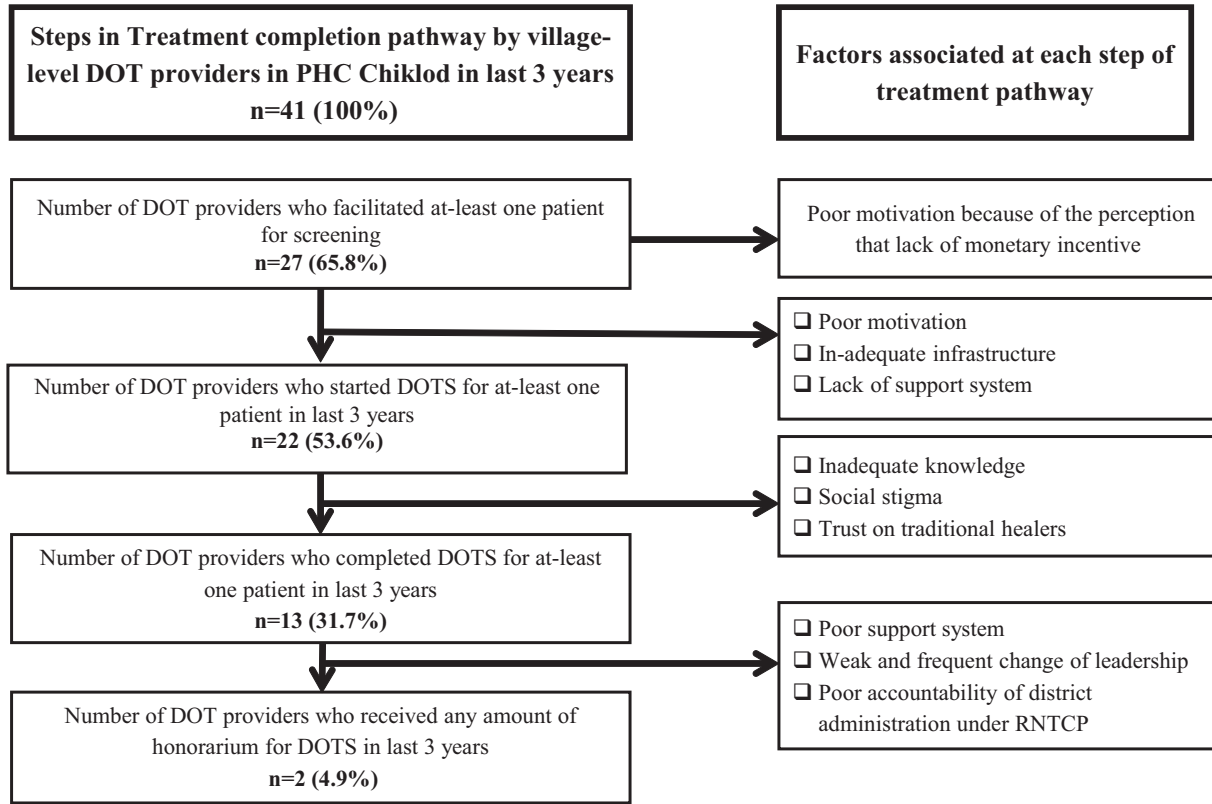 Steps in Treatment completion pathway by village-
level DOT providers in PHC Chiklod in last 3 years
n=41 (100%)
Factors associated at each step of
treatment pathway
Number of DOT providers who facilitated at-least one patient
for screening
n=27 (65.8%)
Poor motivation because of the perception
that lack of monetary incentive
❑ Poor motivation
❑ In-adequate infrastructure
❑ Lack of support system
Number of DOT providers who started DOTS for at-least one
patient in last 3 years
n=22 (53.6%)
❑ Inadequate knowledge
❑ Social stigma
❑ Trust on traditional healers
Number of DOT providers who completed DOTS for at-least
one patient in last 3 years
n=13 (31.7%)
❑ Poor support system
❑ Weak and frequent change of leadership
❑ Poor accountability of district
administration under RNTCP
Number of DOT providers who received any amount of
honorarium for DOTS in last 3 years
n=2 (4.9%)